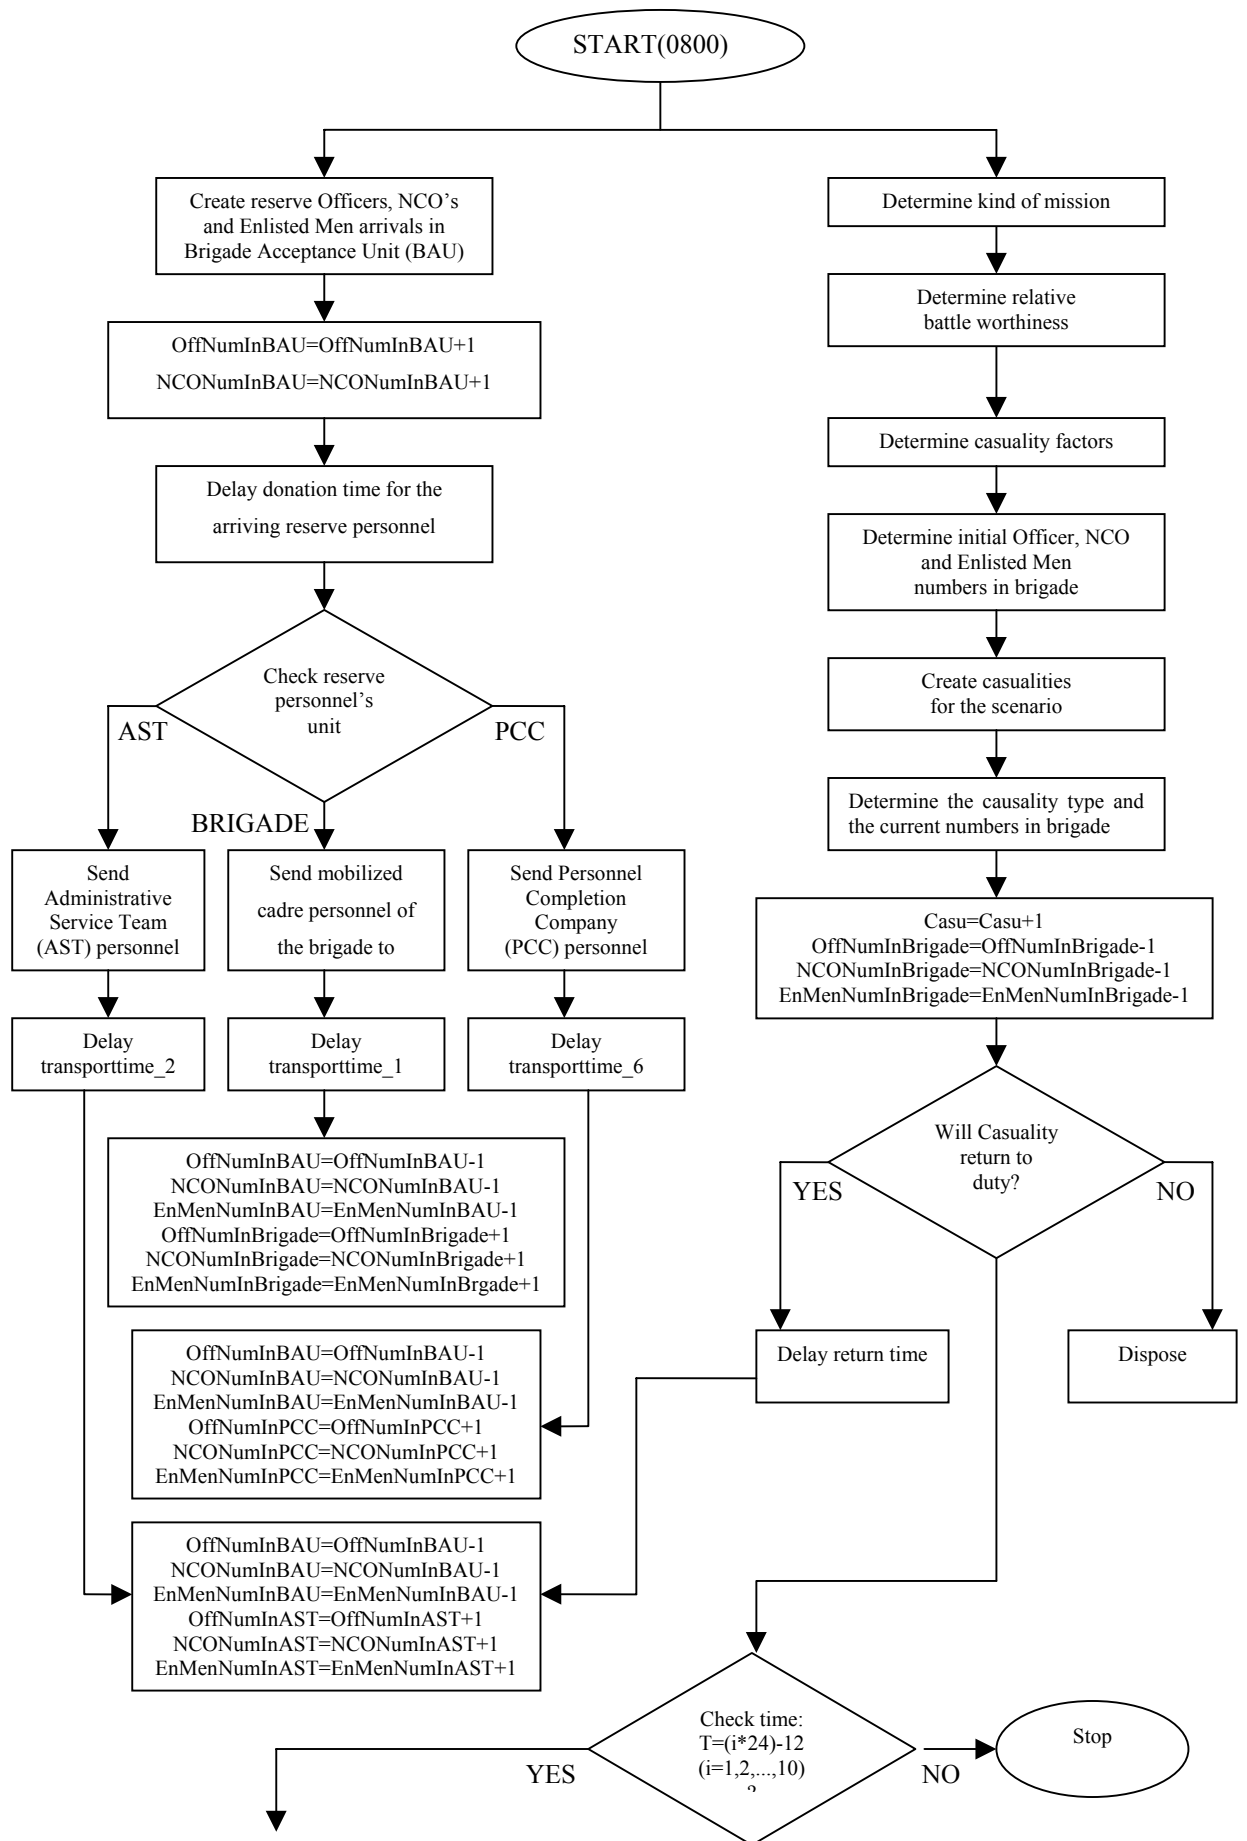 START(0800)
Create reserve Officers, NCO's
and Enlisted Men arrivals in
Brigade Acceptance Unit (BAU)
OffNumInBAU=OffNumInBAU+1
NCONumInBAU=NCONumInBAU+1
Delay donation time for the
arriving reserve personnel
Check reserve
personnel's
unit
AST
PCC
BRIGADE
Send
Administrative
Service Team
(AST) personnel
Send mobilized
cadre personnel of
the brigade to
Send Personnel
Completion
Company
(PCC) personnel
Delay
transporttime_2
Delay
transporttime_1
Delay
transporttime_6
OffNumInBAU=OffNumInBAU-1
NCONumInBAU=NCONumInBAU-1
EnMenNumInBAU=EnMenNumInBAU-1
OffNumInBrigade=OffNumInBrigade+1
NCONumInBrigade=NCONumInBrigade+1
EnMenNumInBrigade=EnMenNumInBrgade+1
OffNumInBAU=OffNumInBAU-1
NCONumInBAU=NCONumInBAU-1
EnMenNumInBAU=EnMenNumInBAU-1
OffNumInPCC=OffNumInPCC+1
NCONumInPCC=NCONumInPCC+1
EnMenNumInPCC=EnMenNumInPCC+1
OffNumInBAU=OffNumInBAU-1
NCONumInBAU=NCONumInBAU-1
EnMenNumInBAU=EnMenNumInBAU-1
OffNumInAST=OffNumInAST+1
NCONumInAST=NCONumInAST+1
EnMenNumInAST=EnMenNumInAST+1
Determine kind of mission
Determine relative
battle worthiness
Determine casuality factors
Determine initial Officer, NCO
and Enlisted Men
numbers in brigade
Create casualities
for the scenario
Determine the causality type and
the current numbers in brigade
Casu=Casu+1
OffNumInBrigade=OffNumInBrigade-1
NCONumInBrigade=NCONumInBrigade-1
EnMenNumInBrigade=EnMenNumInBrigade-1
Will Casuality
return to
duty?
YES
NO
Delay return time
Dispose
Check time:
T=(i*24)-12
(i=1,2,...,10)
?
YES
NO
Stop